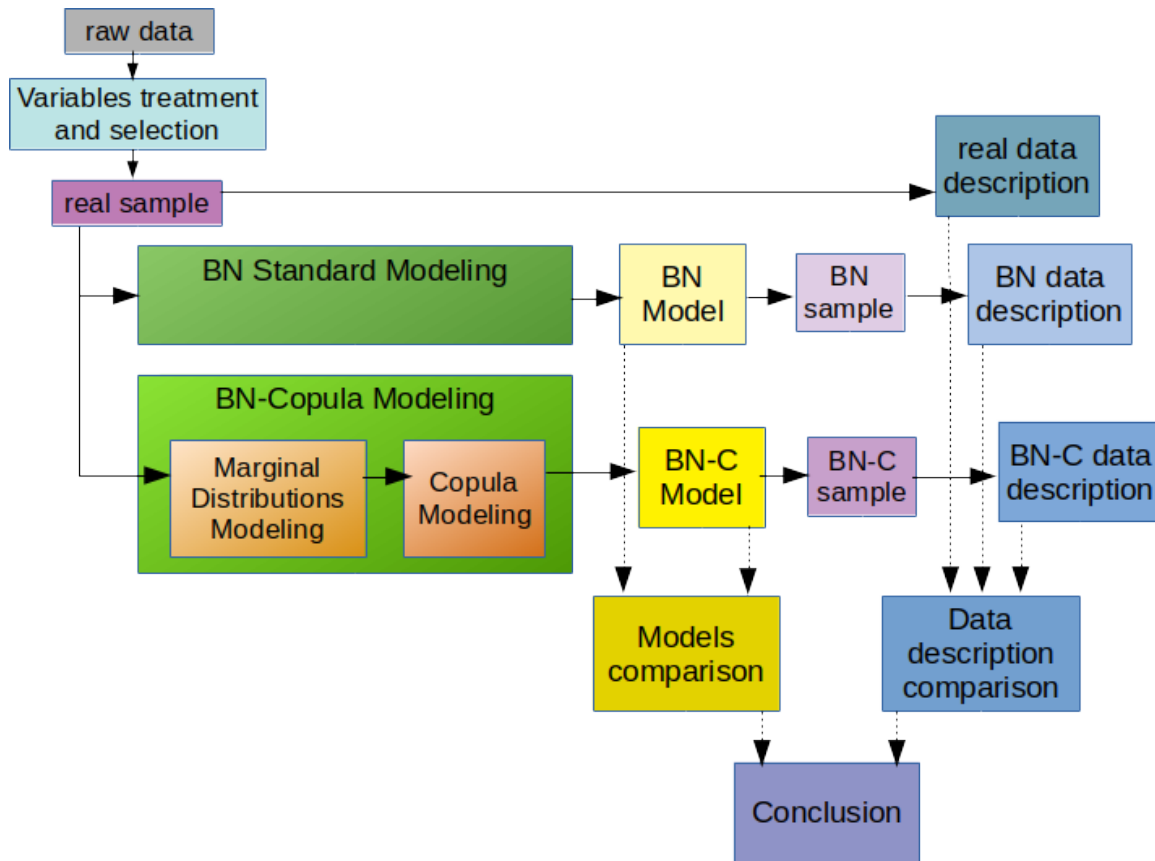 raw data
Variables treatment
and selection
real sample
real data
description
BN Standard Modeling
BN
Model
BN
sample
BN data
description
BN-Copula Modeling
Marginal
Distributions
Modeling
Copula
Modeling
BN-C
Model
BN-C
sample
BN-C data
description
Models
comparison
Data
description
comparison
Conclusion